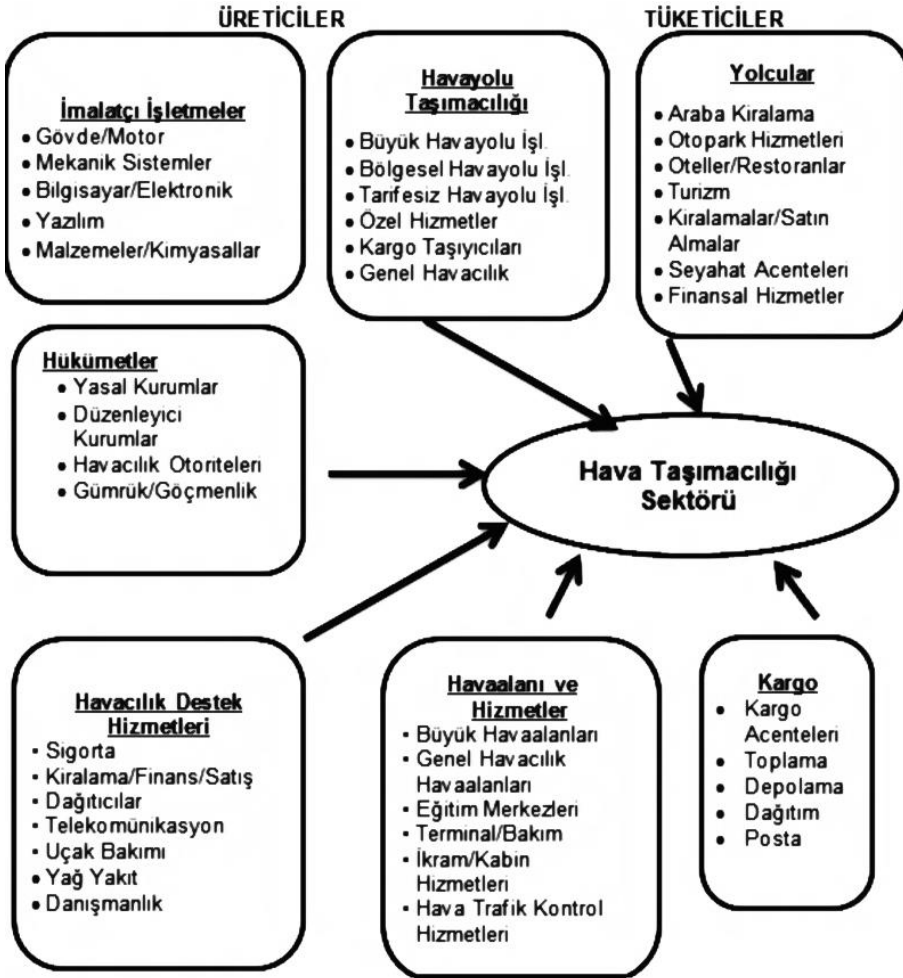 ÜRETİCİLER
TÜKETİCİLER
İmalatçı İşletmeler
• Gövde/Motor
• Mekanik Sistemler
• Bilgisayar/Elektronik
• Yazılım
• Malzemeler/Kimyasallar
Havayolu
Taşımacılığı
• Büyük Havayolu İşl.
• Bölgesel Havayolu İşl.
• Tarifesiz Havayolu İşl.
• Özel Hizmetler
• Kargo Taşıyıcıları
• Genel Havacılık
Yolcular
• Araba Kiralama
• Otopark Hizmetleri
• Oteller/Restoranlar
• Turizm
• Kiralamalar/Satın
Almalar
• Seyahat Acenteleri
• Finansal Hizmetler
Hükümetler
• Yasal Kurumlar
• Düzenleyici
Kurumlar
• Havacılık Otoriteleri
• Gümrük/Göçmenlik
Hava Taşımacılığı
Sektörü
Havacılık Destek
Hizmetleri
• Sigorta
• Kiralama/Finans/Satış
• Dağıtıcılar
• Telekomünikasyon
• Uçak Bakımı
• Yağ Yakıt
• Danışmanlık
Havaalanı ve
Hizmetler
• Büyük Havaalanları
• Genel Havacılık
Havaalanları
• Eğitim Merkezleri
• Terminal/Bakım
• İkram/Kabin
Hizmetleri
• Hava Trafik Kontrol
Hizmetleri
Kargo
• Kargo
Acenteleri
• Toplama
• Depolama
• Dağıtım
• Posta